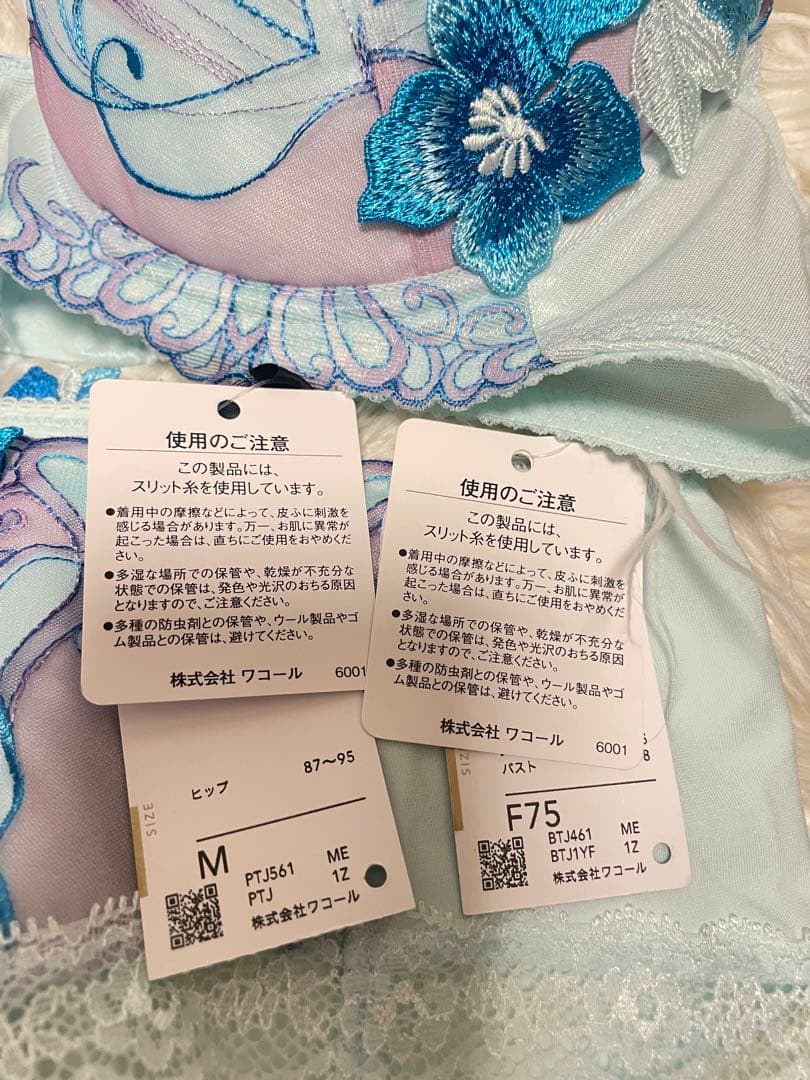 使用のご注意
この製品には、
スリット糸を使用しています。
●着用中の摩擦などによって、皮ふに刺激を
感じる場合があります。万一、お肌に異常が
起こった場合は、直ちにご使用をおやめくだ
さい。
●多湿な場所での保管や、乾燥が不充分な
状態での保管は、発色や光沢のおちる原因
となりますので、ご注意ください。
●多種の防虫剤との保管や、ウール製品やゴ
ム製品との保管は、避けてください。
株式会社 ワコール 6001
使用のご注意
この製品には、
スリット糸を使用しています。
●着用中の摩擦などによって、皮ふに刺激を
感じる場合があります。万一、お肌に異常が
起こった場合は、直ちにご使用をおやめくだ
さい。
●多湿な場所での保管や、乾燥が不充分な
状態での保管は、発色や光沢のおちる原因
となりますので、ご注意ください。
●多種の防虫剤との保管や、ウール製品やゴ
ム製品との保管は、避けてください。
株式会社 ワコール 6001
SIZE
ヒップ 87〜95
M
PTJ561 ME
PTJ 1Z
株式会社ワコール
バスト 8
F75
BTJ461 ME
BTJ1YF 1Z
株式会社ワコール